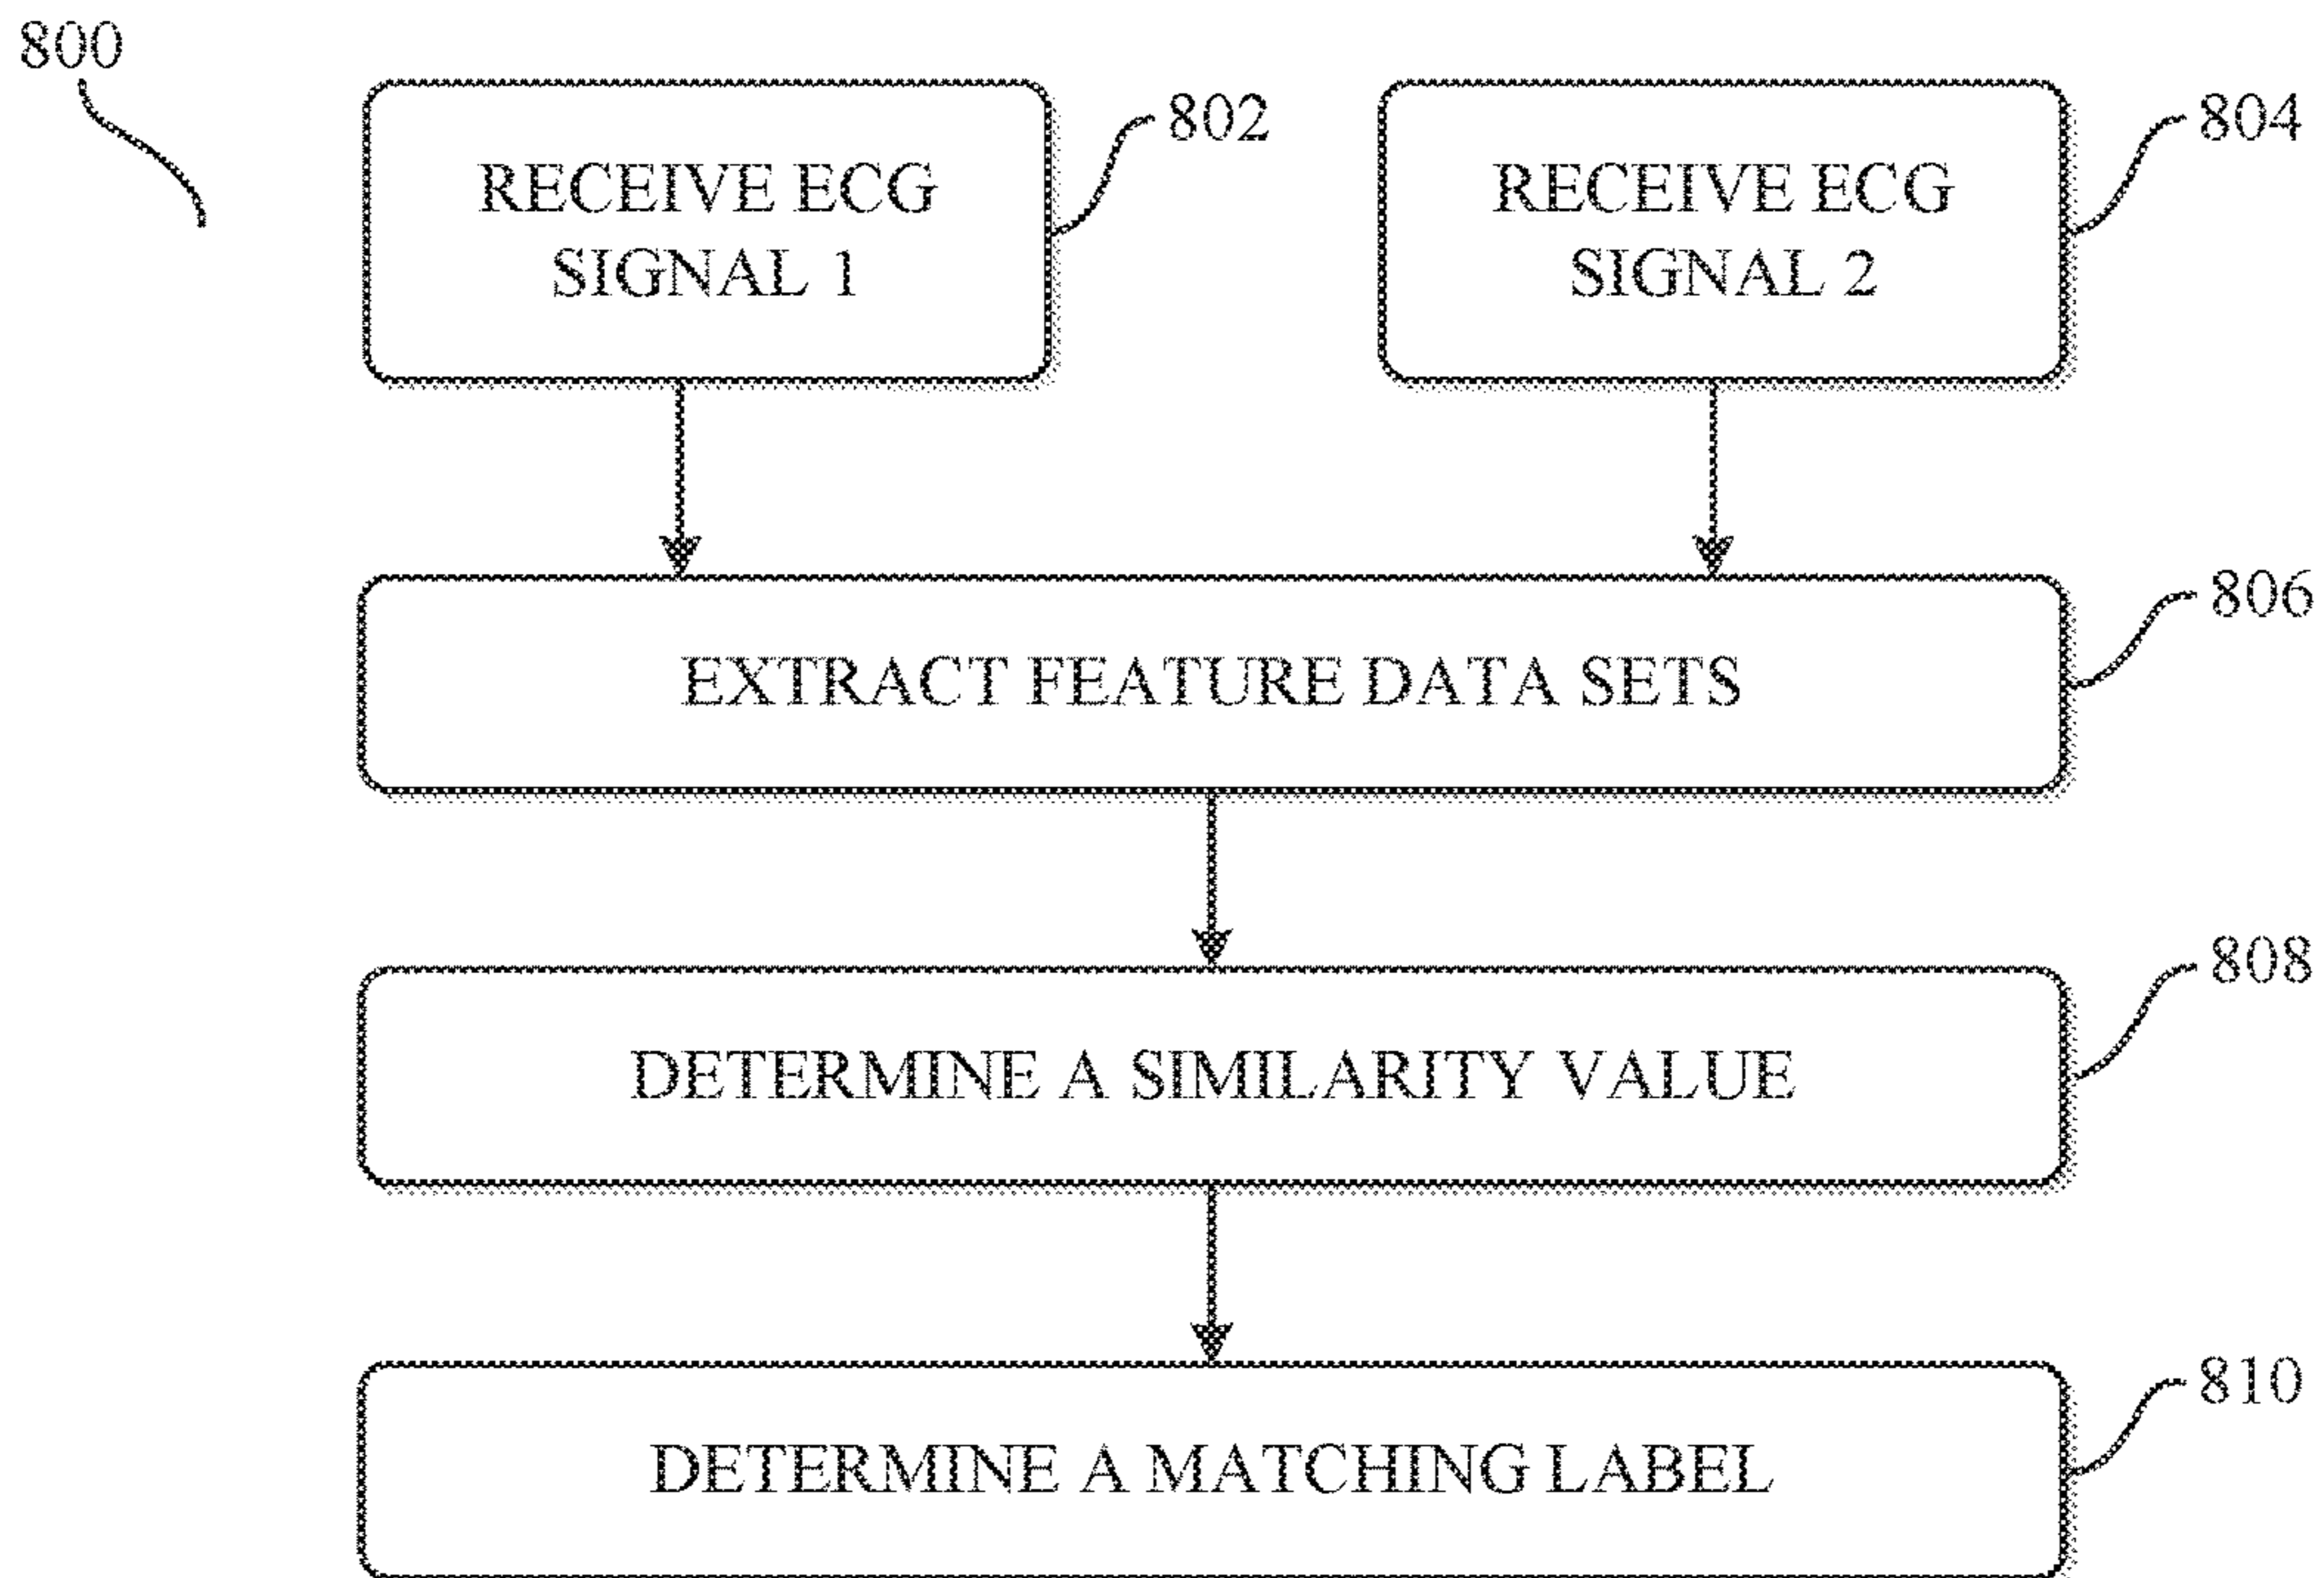 800
RECEIVE ECG
SIGNAL 1
802
RECEIVE ECG
SIGNAL 2
804
EXTRACT FEATURE DATA SETS
806
DETERMINE A SIMILARITY VALUE
808
DETERMINE A MATCHING LABEL
810